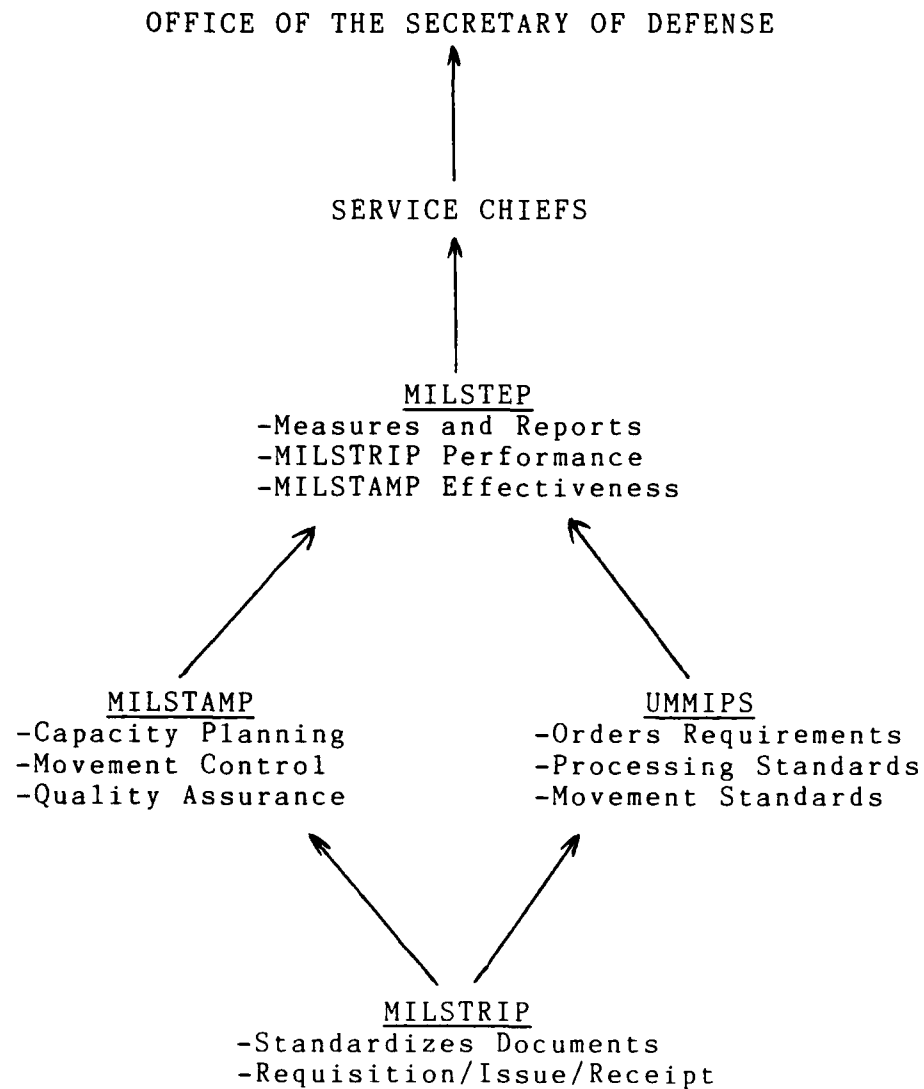 OFFICE OF THE SECRETARY OF DEFENSE
SERVICE CHIEFS
MILSTEP
-Measures and Reports
-MILSTRIP Performance
-MILSTAMP Effectiveness
MILSTAMP
-Capacity Planning
-Movement Control
-Quality Assurance
UMMIPS
-Orders Requirements
-Processing Standards
-Movement Standards
MILSTRIP
-Standardizes Documents
-Requisition/Issue/Receipt